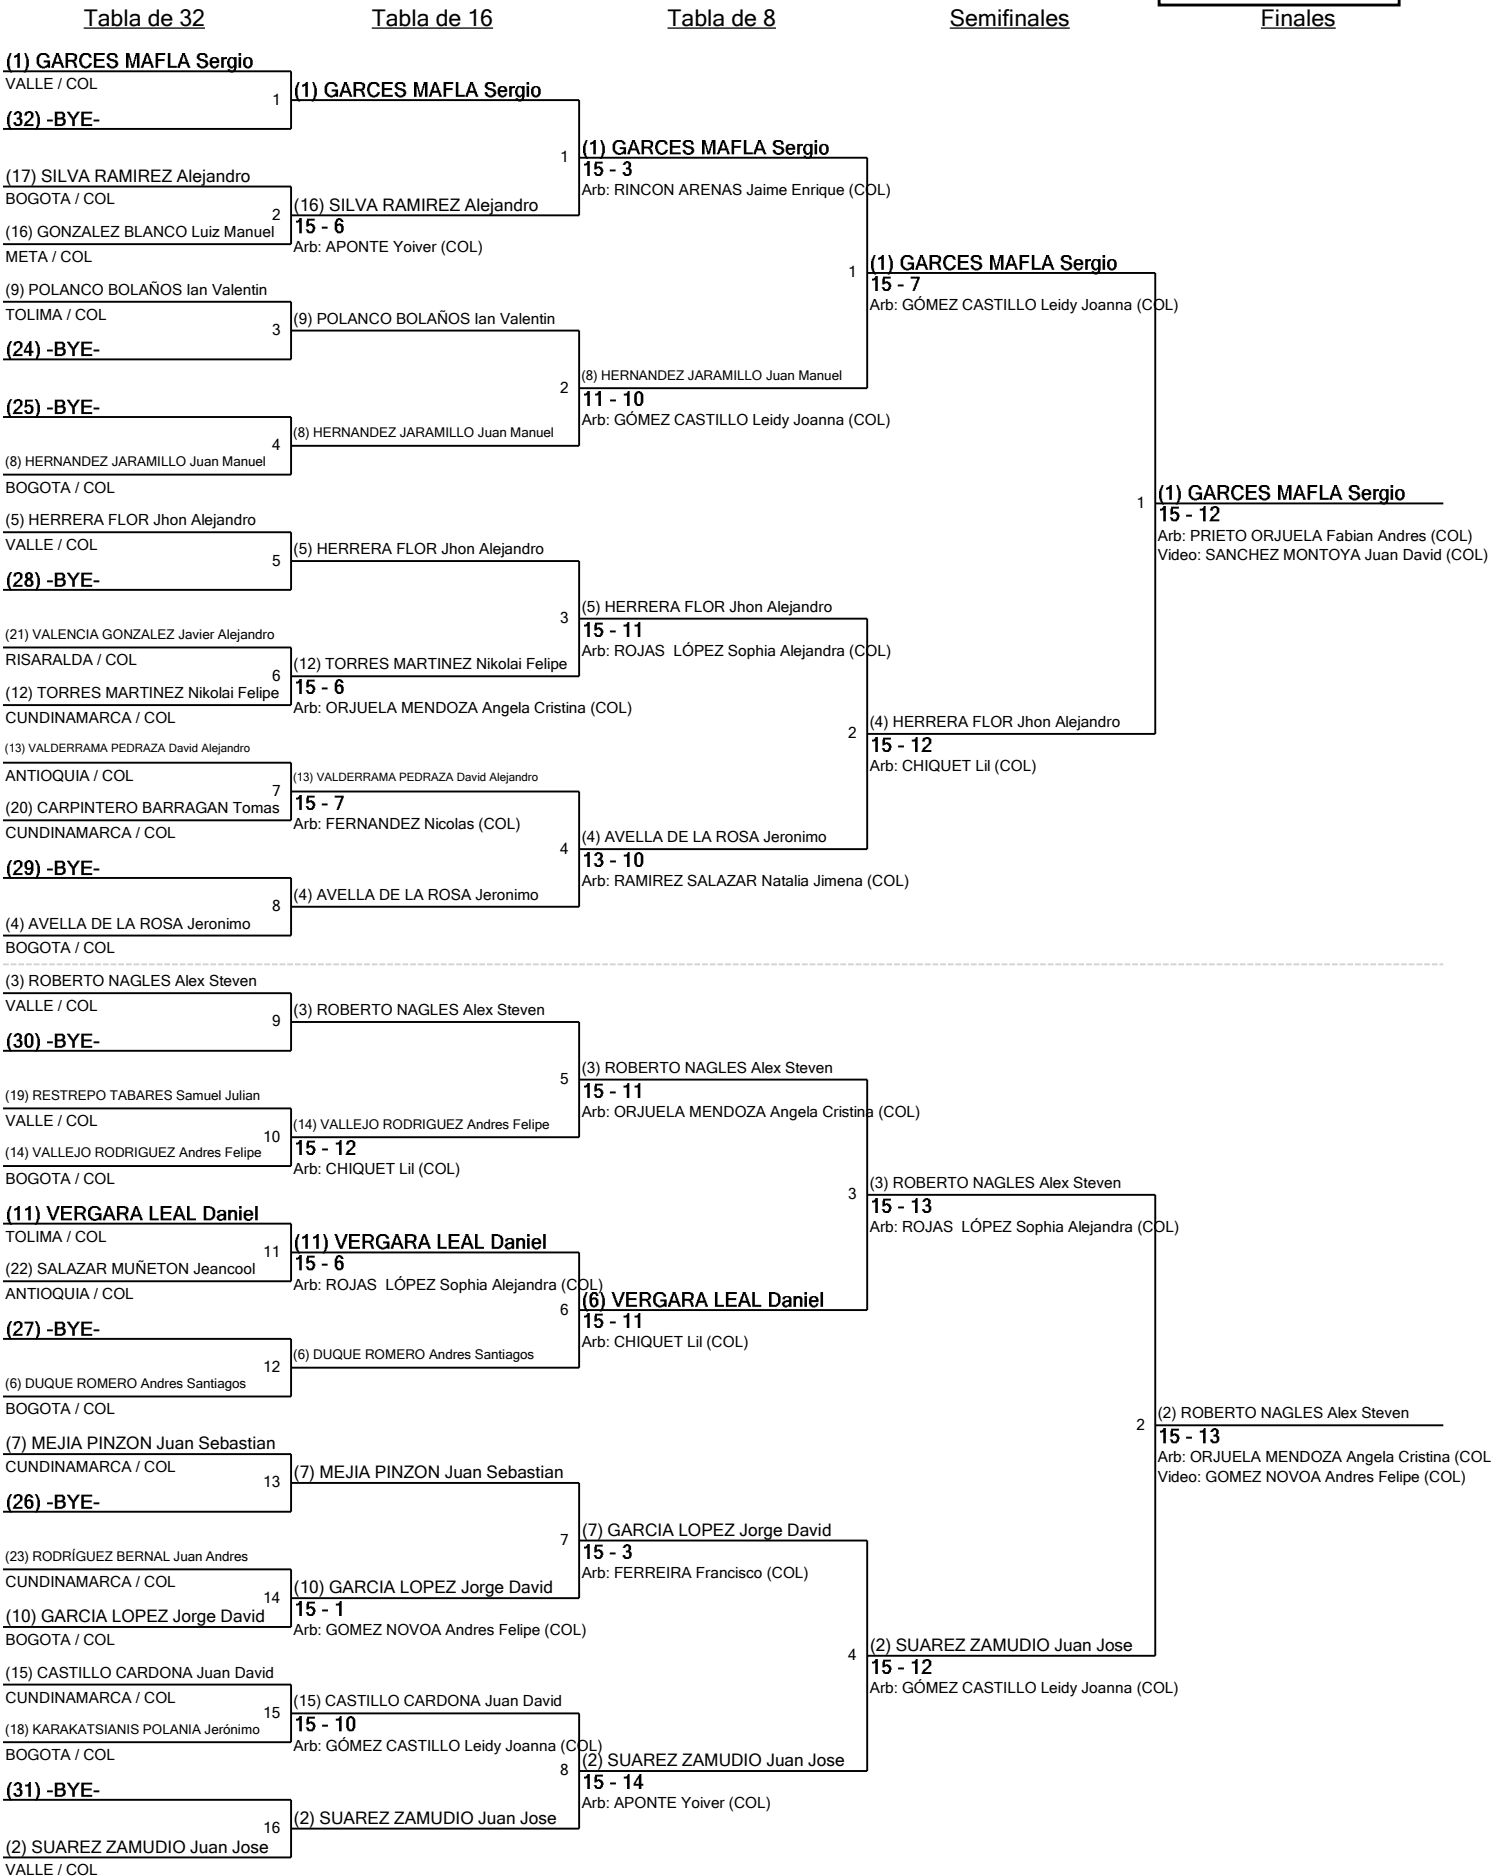 Tabla de 32
Tabla de 16
Tabla de 8
Semifinales
Finales
(1) GARCES MAFLA Sergio
VALLE / COL
1
(32) -BYE-
(17) SILVA RAMIREZ Alejandro
BOGOTA / COL
2
(16) GONZALEZ BLANCO Luiz Manuel
META / COL
(9) POLANCO BOLAÑOS Ian Valentin
TOLIMA / COL
3
(24) -BYE-
(25) -BYE-
4
(8) HERNANDEZ JARAMILLO Juan Manuel
BOGOTA / COL
(5) HERRERA FLOR Jhon Alejandro
VALLE / COL
5
(28) -BYE-
(21) VALENCIA GONZALEZ Javier Alejandro
RISARALDA / COL
6
(12) TORRES MARTINEZ Nikolai Felipe
CUNDINAMARCA / COL
(13) VALDERRAMA PEDRAZA David Alejandro
ANTIOQUIA / COL
7
(20) CARPINTERO BARRAGAN Tomas
CUNDINAMARCA / COL
(29) -BYE-
8
(4) AVELLA DE LA ROSA Jeronimo
BOGOTA / COL
(3) ROBERTO NAGLES Alex Steven
VALLE / COL
9
(30) -BYE-
(19) RESTREPO TABARES Samuel Julian
VALLE / COL
10
(14) VALLEJO RODRIGUEZ Andres Felipe
BOGOTA / COL
(11) VERGARA LEAL Daniel
TOLIMA / COL
11
(22) SALAZAR MUÑETON Jeancool
ANTIOQUIA / COL
(27) -BYE-
12
(6) DUQUE ROMERO Andres Santiagos
BOGOTA / COL
(7) MEJIA PINZON Juan Sebastian
CUNDINAMARCA / COL
13
(26) -BYE-
(23) RODRÍGUEZ BERNAL Juan Andres
CUNDINAMARCA / COL
14
(10) GARCIA LOPEZ Jorge David
BOGOTA / COL
(15) CASTILLO CARDONA Juan David
CUNDINAMARCA / COL
15
(18) KARAKATSIANIS POLANIA Jerónimo
BOGOTA / COL
(31) -BYE-
16
(2) SUAREZ ZAMUDIO Juan Jose
VALLE / COL
(1) GARCES MAFLA Sergio
1
(16) SILVA RAMIREZ Alejandro
15 - 6
Arb: APONTE Yoiver (COL)
(9) POLANCO BOLAÑOS Ian Valentin
2
(8) HERNANDEZ JARAMILLO Juan Manuel
(5) HERRERA FLOR Jhon Alejandro
3
(12) TORRES MARTINEZ Nikolai Felipe
15 - 6
Arb: ORJUELA MENDOZA Angela Cristina (COL)
(13) VALDERRAMA PEDRAZA David Alejandro
15 - 7
Arb: FERNANDEZ Nicolas (COL)
4
(4) AVELLA DE LA ROSA Jeronimo
(3) ROBERTO NAGLES Alex Steven
5
(14) VALLEJO RODRIGUEZ Andres Felipe
15 - 12
Arb: CHIQUET Lil (COL)
(11) VERGARA LEAL Daniel
15 - 6
Arb: ROJAS  LÓPEZ Sophia Alejandra (COL)
6
(6) DUQUE ROMERO Andres Santiagos
(7) MEJIA PINZON Juan Sebastian
7
(10) GARCIA LOPEZ Jorge David
15 - 1
Arb: GOMEZ NOVOA Andres Felipe (COL)
(15) CASTILLO CARDONA Juan David
15 - 10
Arb: GÓMEZ CASTILLO Leidy Joanna (COL)
8
(2) SUAREZ ZAMUDIO Juan Jose
(1) GARCES MAFLA Sergio
15 - 3
Arb: RINCON ARENAS Jaime Enrique (COL)
1
(8) HERNANDEZ JARAMILLO Juan Manuel
11 - 10
Arb: GÓMEZ CASTILLO Leidy Joanna (COL)
(5) HERRERA FLOR Jhon Alejandro
15 - 11
Arb: ROJAS  LÓPEZ Sophia Alejandra (COL)
2
(4) AVELLA DE LA ROSA Jeronimo
13 - 10
Arb: RAMIREZ SALAZAR Natalia Jimena (COL)
(3) ROBERTO NAGLES Alex Steven
15 - 11
Arb: ORJUELA MENDOZA Angela Cristina (COL)
3
(6) VERGARA LEAL Daniel
15 - 11
Arb: CHIQUET Lil (COL)
(7) GARCIA LOPEZ Jorge David
15 - 3
Arb: FERREIRA Francisco (COL)
4
(2) SUAREZ ZAMUDIO Juan Jose
15 - 14
Arb: APONTE Yoiver (COL)
(1) GARCES MAFLA Sergio
15 - 7
Arb: GÓMEZ CASTILLO Leidy Joanna (COL)
1
(4) HERRERA FLOR Jhon Alejandro
15 - 12
Arb: CHIQUET Lil (COL)
(3) ROBERTO NAGLES Alex Steven
15 - 13
Arb: ROJAS  LÓPEZ Sophia Alejandra (COL)
2
(2) SUAREZ ZAMUDIO Juan Jose
15 - 12
Arb: GÓMEZ CASTILLO Leidy Joanna (COL)
(1) GARCES MAFLA Sergio
15 - 12
Arb: PRIETO ORJUELA Fabian Andres (COL)
Video: SANCHEZ MONTOYA Juan David (COL)
(2) ROBERTO NAGLES Alex Steven
15 - 13
Arb: ORJUELA MENDOZA Angela Cristina (COL
Video: GOMEZ NOVOA Andres Felipe (COL)